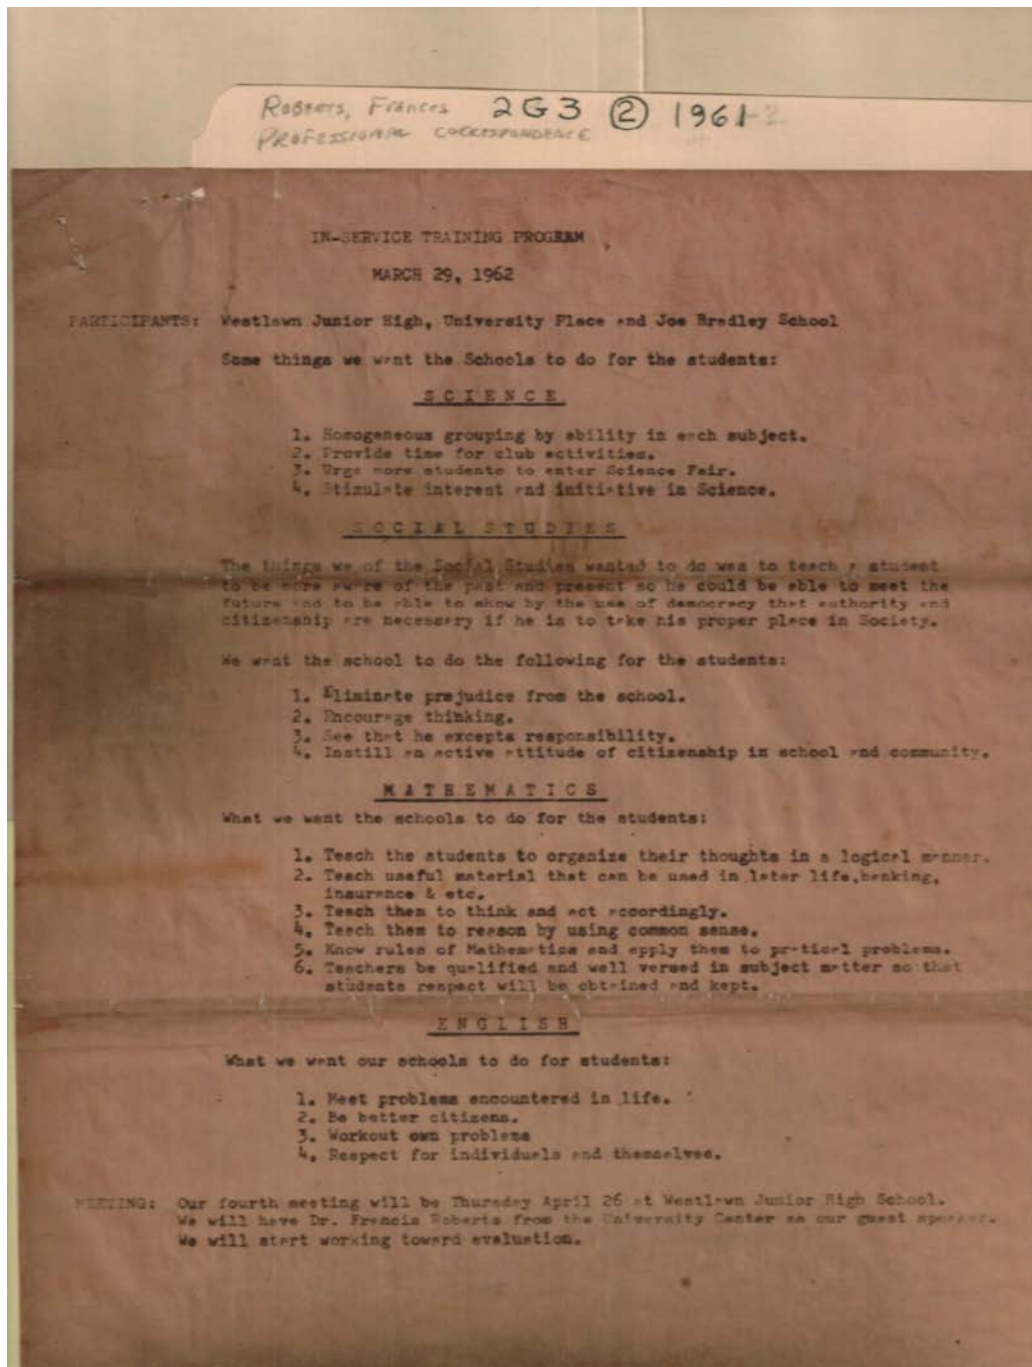 Roberts, Frances 2G3 ② 1961-2
PROFESSIONAL CORRESPONDENCE
IN-SERVICE TRAINING PROGRAM
MARCH 29, 1962
PARTICIPANTS: Westlawn Junior High, University Place and Joe Bradley School
Some things we want the Schools to do for the students:
SCIENCE
1. Homogeneous grouping by ability in each subject.
2. Provide time for club activities.
3. Urge more students to enter Science Fair.
4. Stimulate interest and initiative in Science.
SOCIAL STUDIES
The things we of the Social Studies wanted to do was to teach a student
to be more aware of the past and present so he could be able to meet the
future and to be able to show by the use of democracy that authority and
citizenship are necessary if he is to take his proper place in Society.
We want the school to do the following for the students:
1. Eliminate prejudice from the school.
2. Encourage thinking.
3. See that he excepts responsibility.
4. Instill an active attitude of citizenship in school and community.
MATHEMATICS
What we want the schools to do for the students:
1. Teach the students to organize their thoughts in a logical manner.
2. Teach useful material that can be used in later life,banking,
insurance & etc.
3. Teach them to think and act accordingly.
4. Teach them to reason by using common sense.
5. Know rules of Mathematics and apply them to pratical problems.
6. Teachers be qualified and well versed in subject matter so that
students respect will be obtained and kept.
ENGLISH
What we want our schools to do for students:
1. Meet problems encountered in life.
2. Be better citizens.
3. Workout own problems
4. Respect for individuals and themselves.
MEETING: Our fourth meeting will be Thursday April 26 at Westlawn Junior High School.
We will have Dr. Francis Roberts from the University Center as our guest speaker.
We will start working toward evaluation.